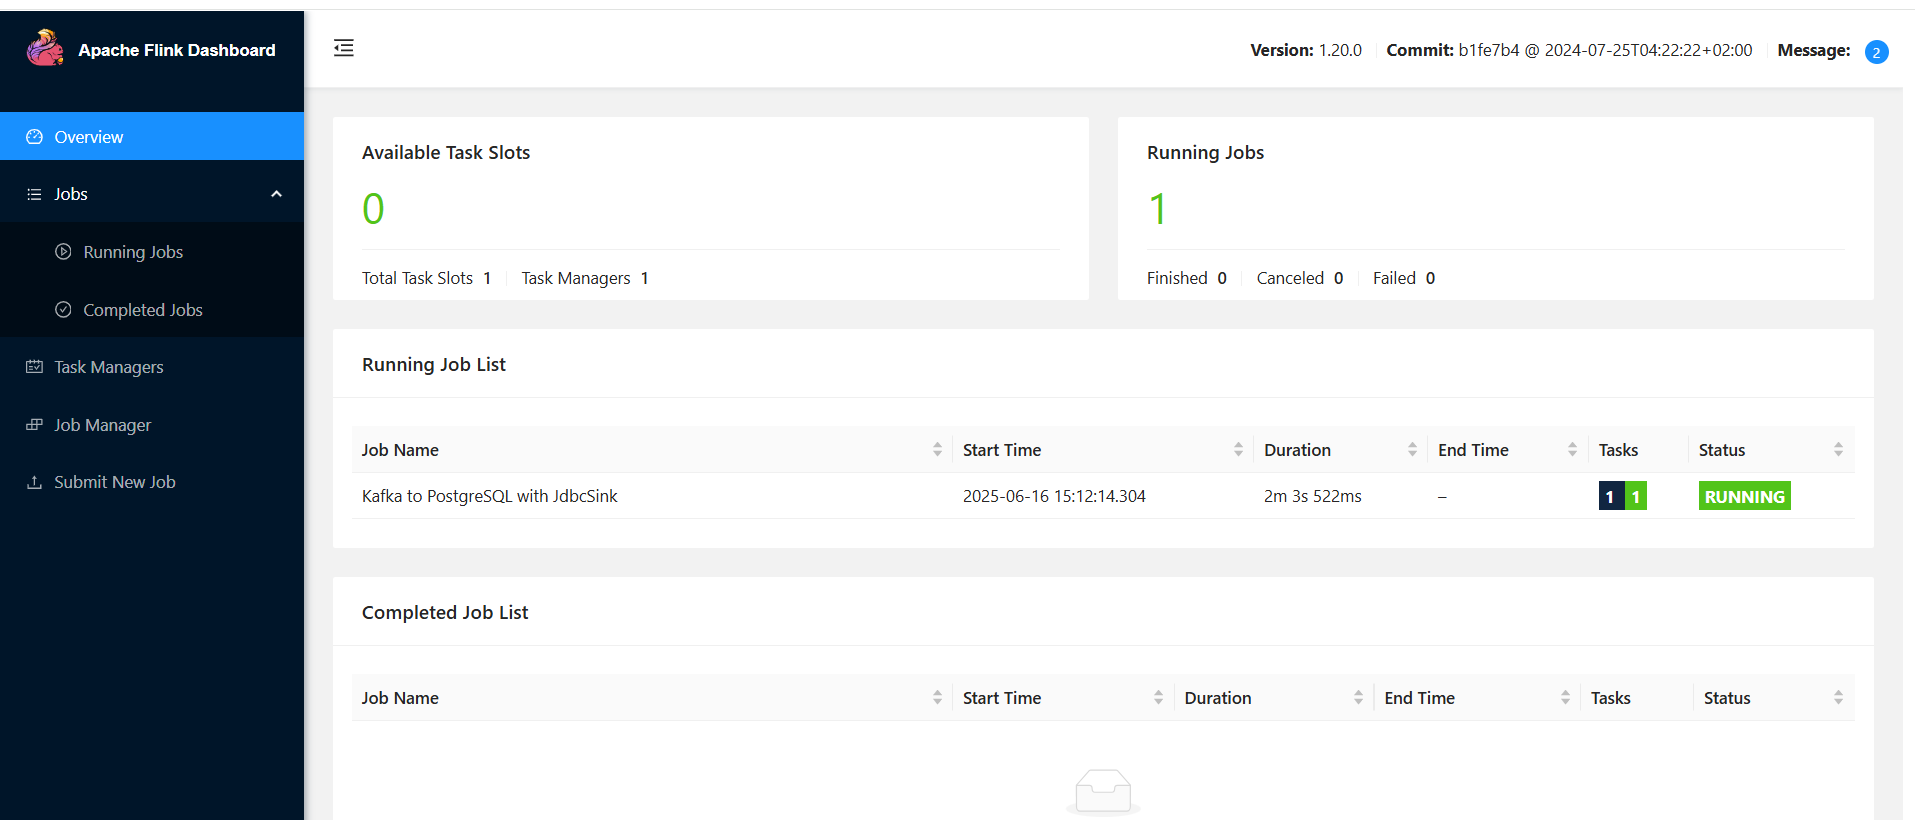 Apache Flink Dashboard
Version: 1.20.0 Commit: b1fe7b4 @ 2024-07-25T04:22:22+02:00 Message: 2
Overview
Jobs
Running Jobs
Completed Jobs
Task Managers
Job Manager
Submit New Job
Available Task Slots
0
Total Task Slots 1 Task Managers 1
Running Jobs
1
Finished 0 Canceled 0 Failed 0
Running Job List
Job Name Start Time Duration End Time Tasks Status
Kafka to PostgreSQL with JdbcSink 2025-06-16 15:12:14.304 2m 3s 522ms – 1 1 RUNNING
Completed Job List
Job Name Start Time Duration End Time Tasks Status